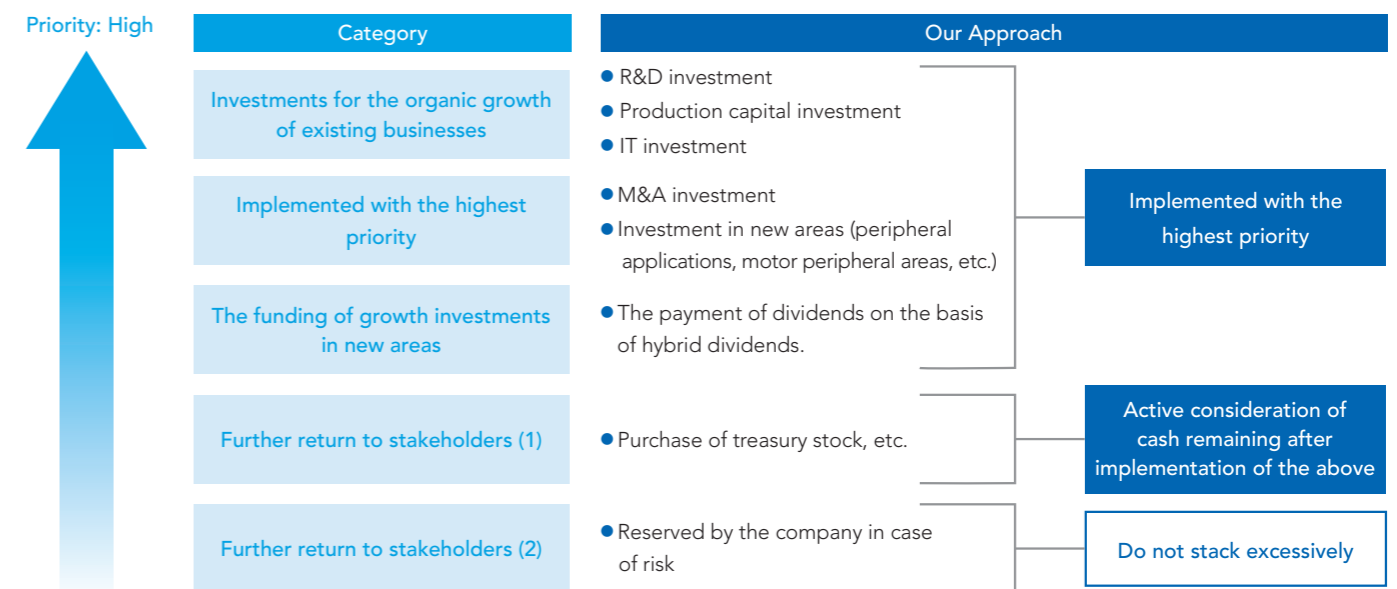 Priority: High
Category
Our Approach
Investments for the organic growth
of existing businesses
● R&D investment
● Production capital investment
● IT investment
Implemented with the highest
priority
● M&A investment
● Investment in new areas (peripheral
applications, motor peripheral areas, etc.)
Implemented with the
highest priority
The funding of growth investments
in new areas
● The payment of dividends on the basis
of hybrid dividends.
Further return to stakeholders (1)
● Purchase of treasury stock, etc.
Active consideration of
cash remaining after
implementation of the above
Further return to stakeholders (2)
● Reserved by the company in case
of risk
Do not stack excessively